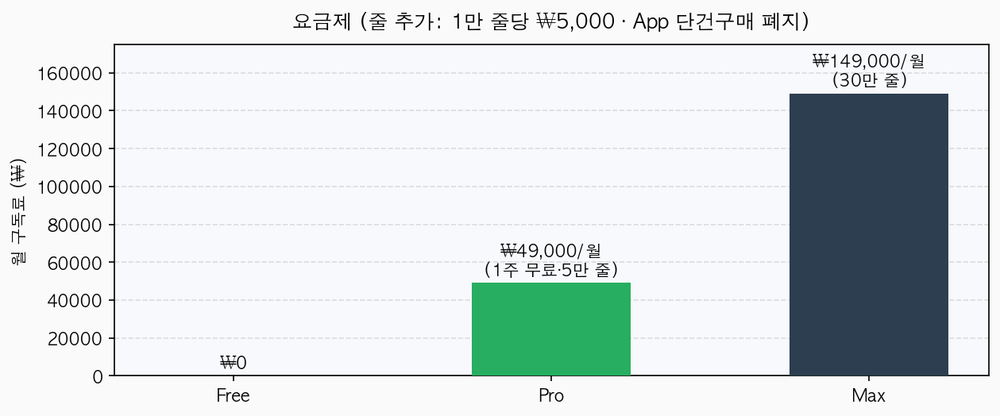 요금제 (줄 추가: 1만 줄당 ₩5,000 · App 단건구매 폐지)
월 구독료 (₩)
160000
140000
120000
100000
80000
60000
40000
20000
0
₩0
₩49,000/월
(1주 무료·5만 줄)
₩149,000/월
(30만 줄)
Free
Pro
Max